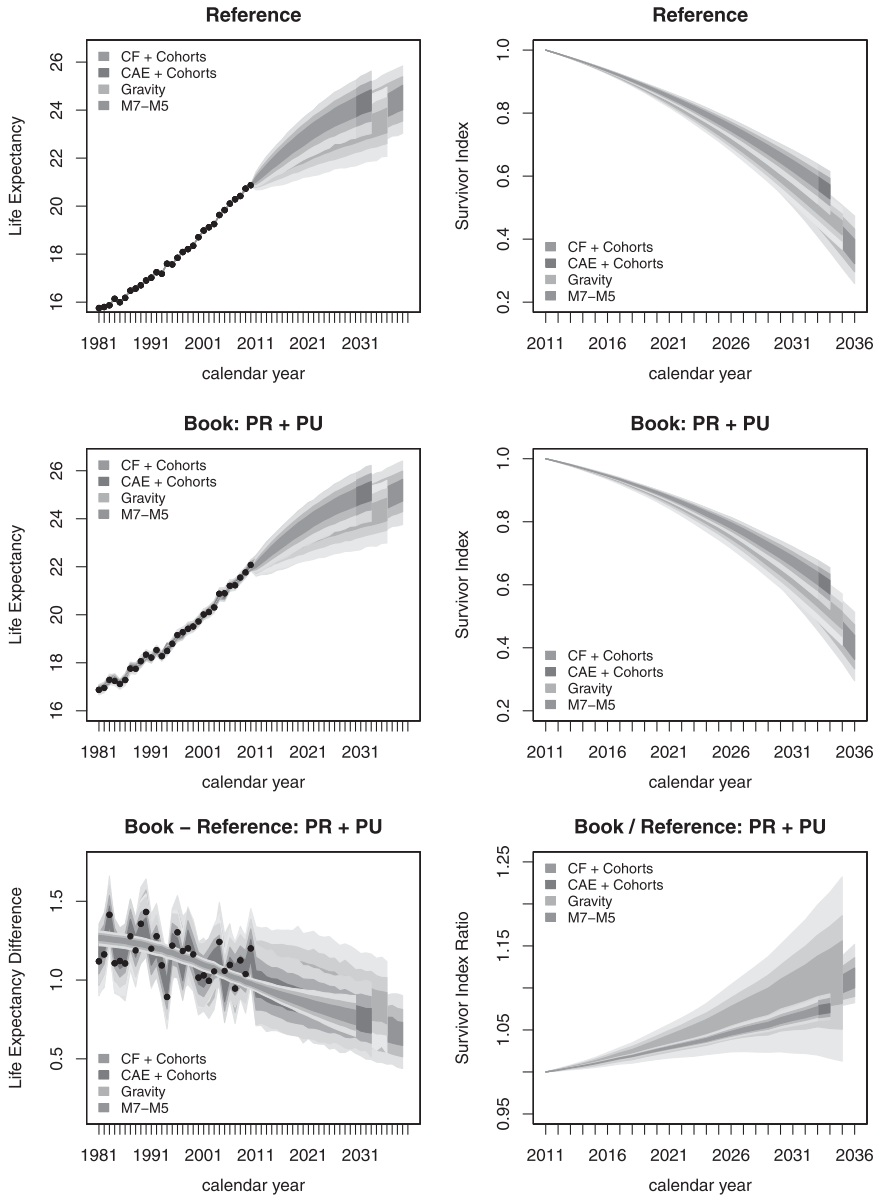 Reference
Life Expectancy
26
24
22
20
18
16
CF + Cohorts
CAE + Cohorts
Gravity
M7−M5
1981 1991 2001 2011 2021 2031
calendar year
Reference
Survivor Index
1.0
0.8
0.6
0.4
0.2
CF + Cohorts
CAE + Cohorts
Gravity
M7−M5
2011 2016 2021 2026 2031 2036
calendar year
Book: PR + PU
Life Expectancy
26
24
22
20
18
16
CF + Cohorts
CAE + Cohorts
Gravity
M7−M5
1981 1991 2001 2011 2021 2031
calendar year
Book: PR + PU
Survivor Index
1.0
0.8
0.6
0.4
0.2
CF + Cohorts
CAE + Cohorts
Gravity
M7−M5
2011 2016 2021 2026 2031 2036
calendar year
Book − Reference: PR + PU
Life Expectancy Difference
1.5
1.0
0.5
CF + Cohorts
CAE + Cohorts
Gravity
M7−M5
1981 1991 2001 2011 2021 2031
calendar year
Book / Reference: PR + PU
Survivor Index Ratio
1.25
1.15
1.05
0.95
CF + Cohorts
CAE + Cohorts
Gravity
M7−M5
2011 2016 2021 2026 2031 2036
calendar year